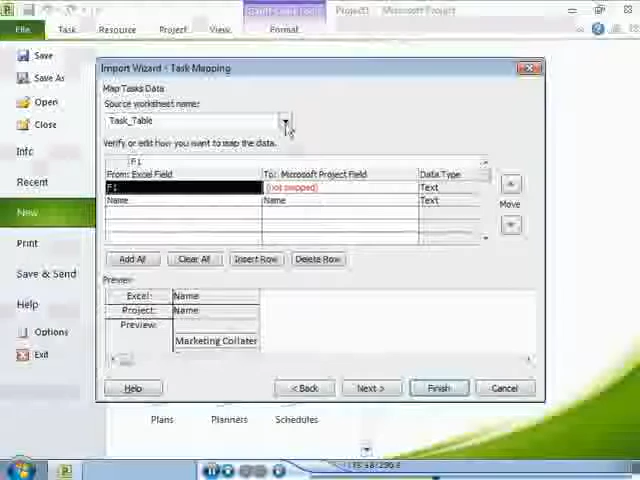 Project1 - Microsoft Project
File Task Resource Project View Format
Save
Save As
Open
Close
Info
Recent
New
Print
Save & Send
Help
Options
Exit
Import Wizard - Task Mapping
Map Tasks Data
Source worksheet name:
Task_Table
Verify or edit how you want to map the data.
F1
From: Excel Field To: Microsoft Project Field Data Type
F1 (not mapped) Text
Name Name Text
Move
Add All Clear All Insert Row Delete Row
Preview
Excel: Name
Project: Name
Preview:
Marketing Collater
Help < Back Next > Finish Cancel
Plans Planners Schedules